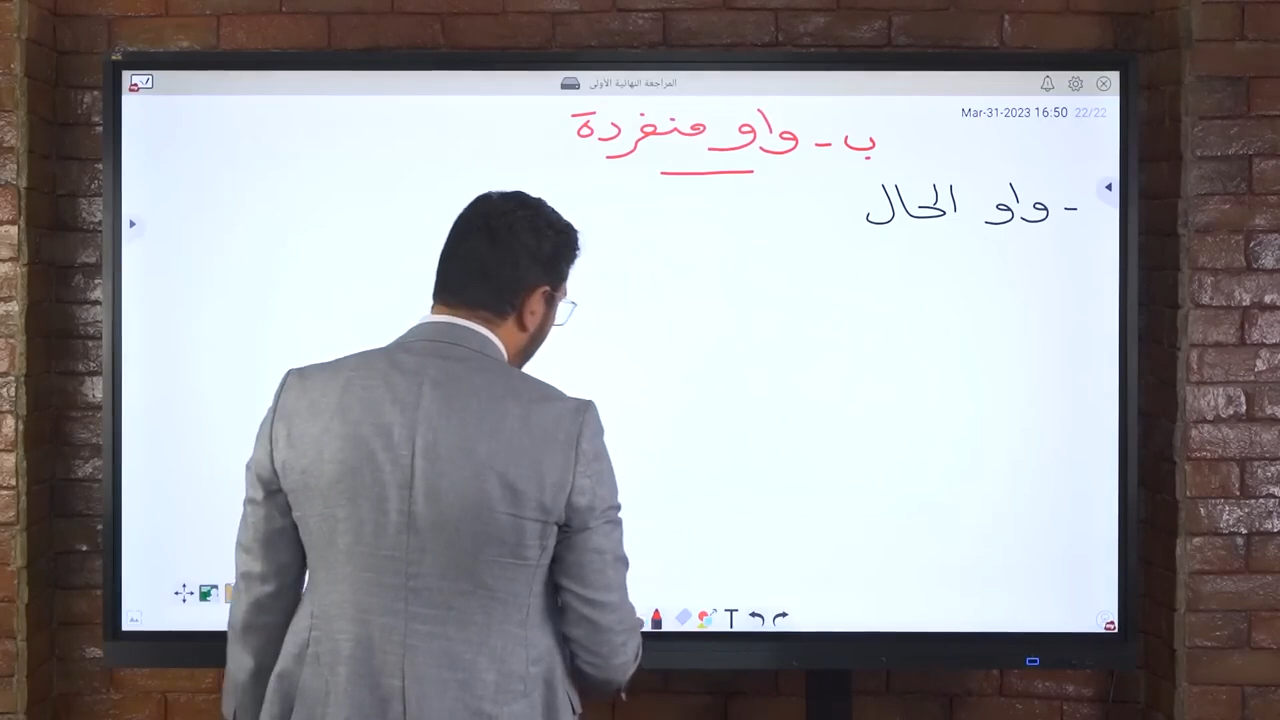 المراجعة النهائية الأولى
Mar-31-2023 16:50 22/22
ب - واو منفردة
- واو الحال
T